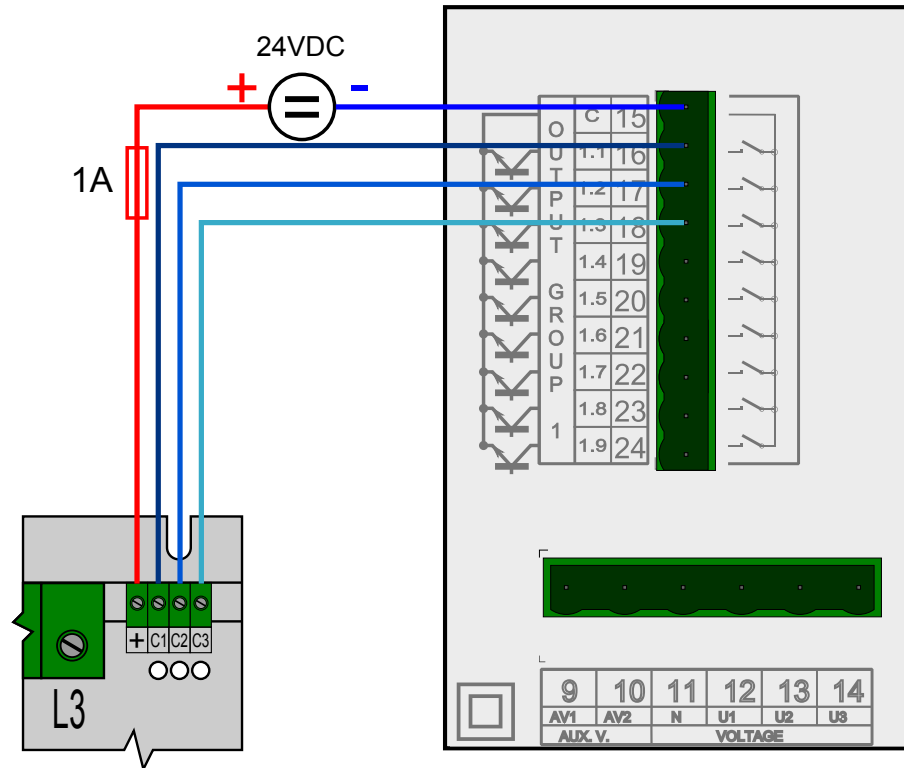 24VDC
+ -
1A
OUTPUT GROUP 1
C 15
1.1 16
1.2 17
1.3 18
1.4 19
1.5 20
1.6 21
1.7 22
1.8 23
1.9 24
+ C1 C2 C3
L3
9 10 11 12 13 14
AV1 AV2 N U1 U2 U3
AUX. V. VOLTAGE